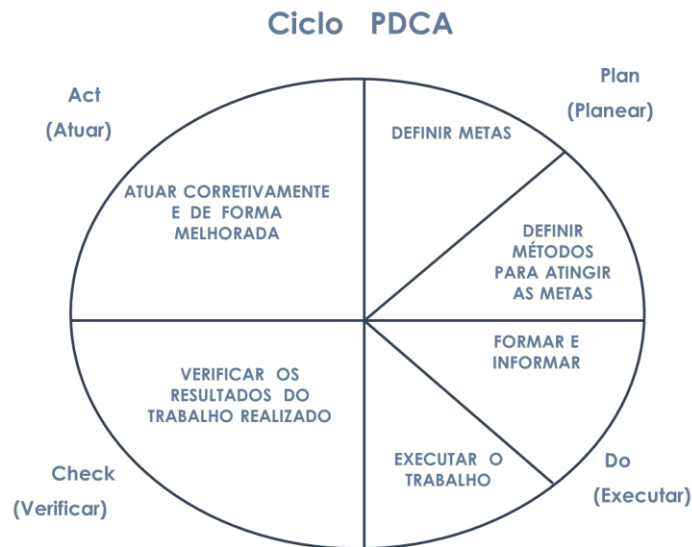 Ciclo PDCA
Act
(Atuar)
Plan
(Planear)
DEFINIR METAS
ATUAR CORRETIVAMENTE
E DE FORMA
MELHORADA
DEFINIR
MÉTODOS
PARA ATINGIR
AS METAS
FORMAR E
INFORMAR
VERIFICAR OS
RESULTADOS DO
TRABALHO REALIZADO
EXECUTAR O
TRABALHO
Check
(Verificar)
Do
(Executar)